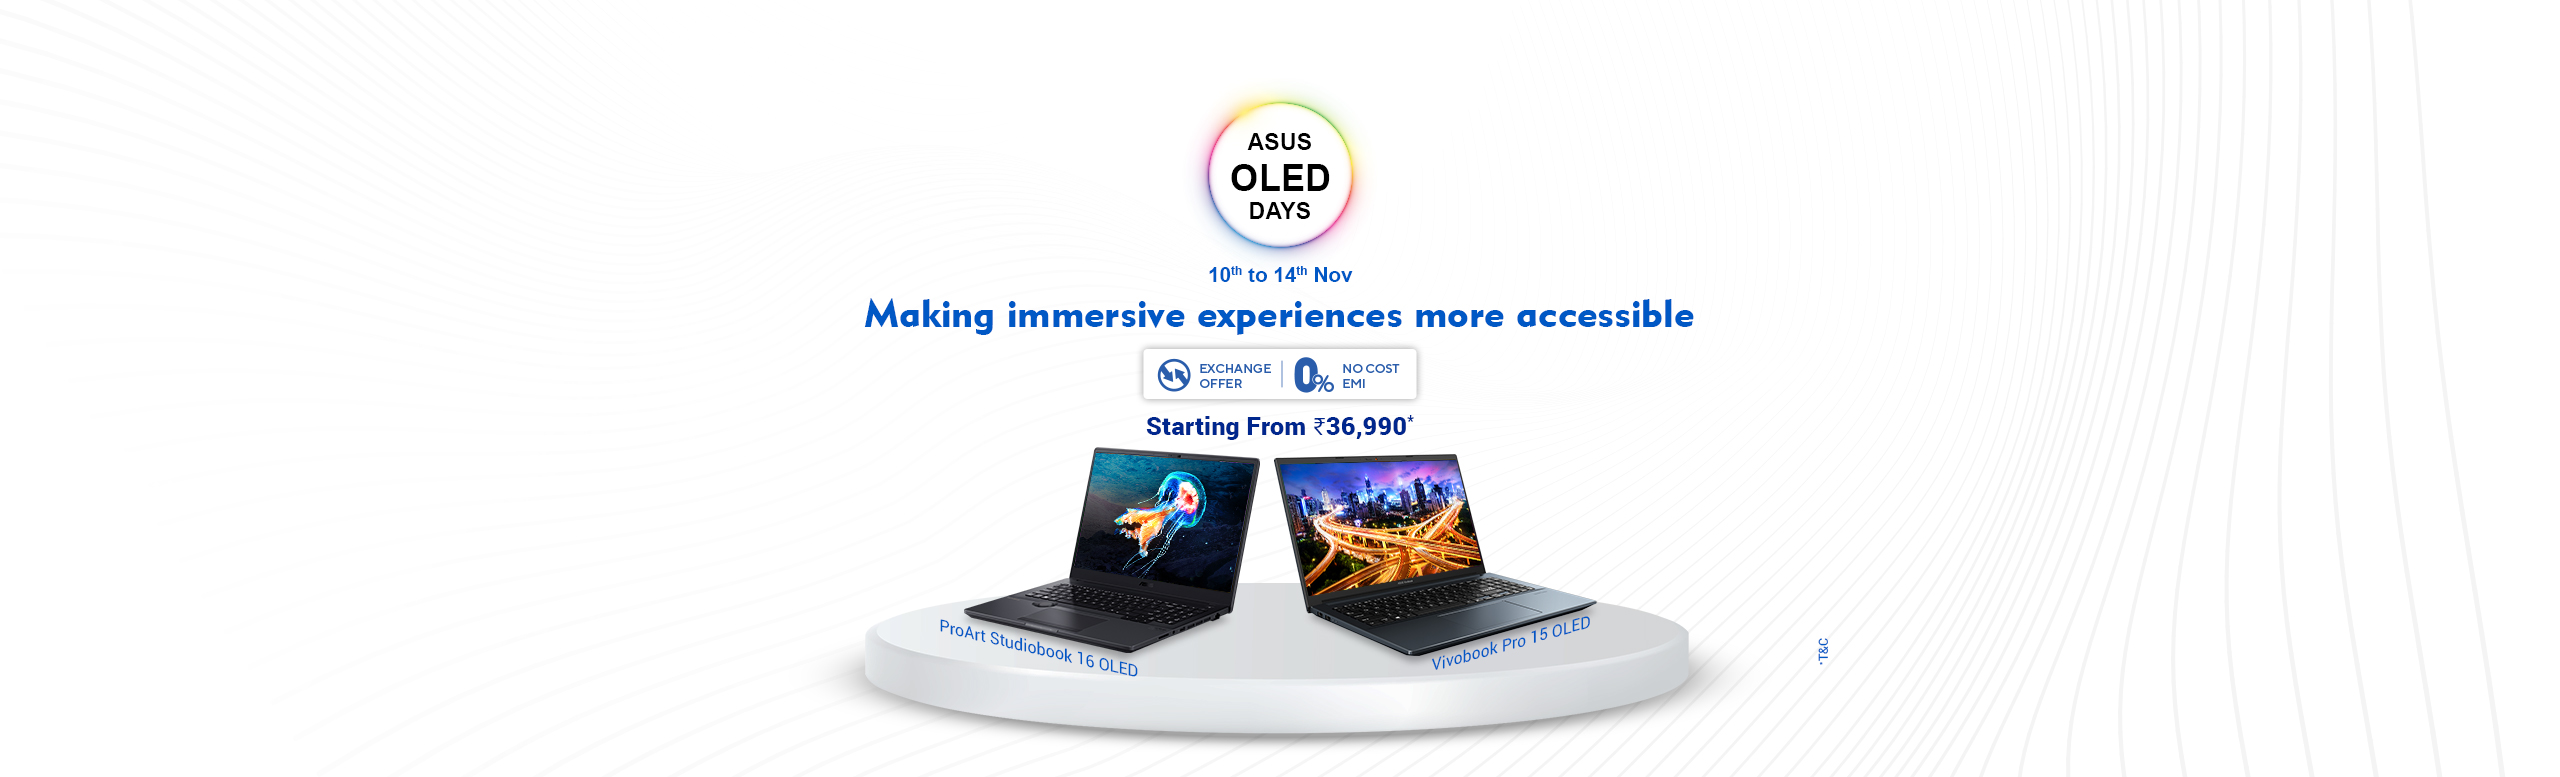 ASUS
OLED
DAYS
10th to 14th Nov
Making immersive experiences more accessible
EXCHANGE
OFFER
0%
NO COST
EMI
Starting From ₹36,990*
ProArt Studiobook 16 OLED
Vivobook Pro 15 OLED
*T&C